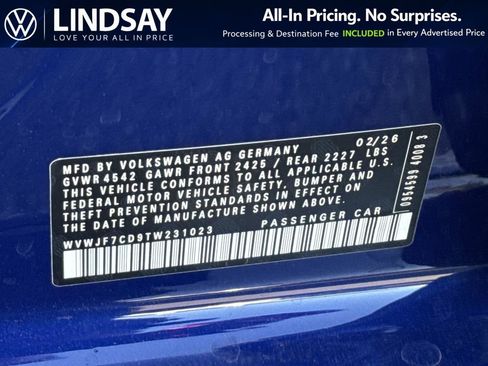 LINDSAY
LOVE YOUR ALL IN PRICE
All-In Pricing. No Surprises.
Processing & Destination Fee INCLUDED in Every Advertised Price
MFD BY VOLKSWAGEN AG GERMANY 02/26
GVWR 4542 GAWR FRONT 2425 / REAR 2227 LBS
THIS VEHICLE CONFORMS TO ALL APPLICABLE U.S.
FEDERAL MOTOR VEHICLE SAFETY, BUMPER AND
THEFT PREVENTION STANDARDS IN EFFECT ON
THE DATE OF MANUFACTURE SHOWN ABOVE.
WVWJF7CD9TW231023 PASSENGER CAR
0934599 4008 3